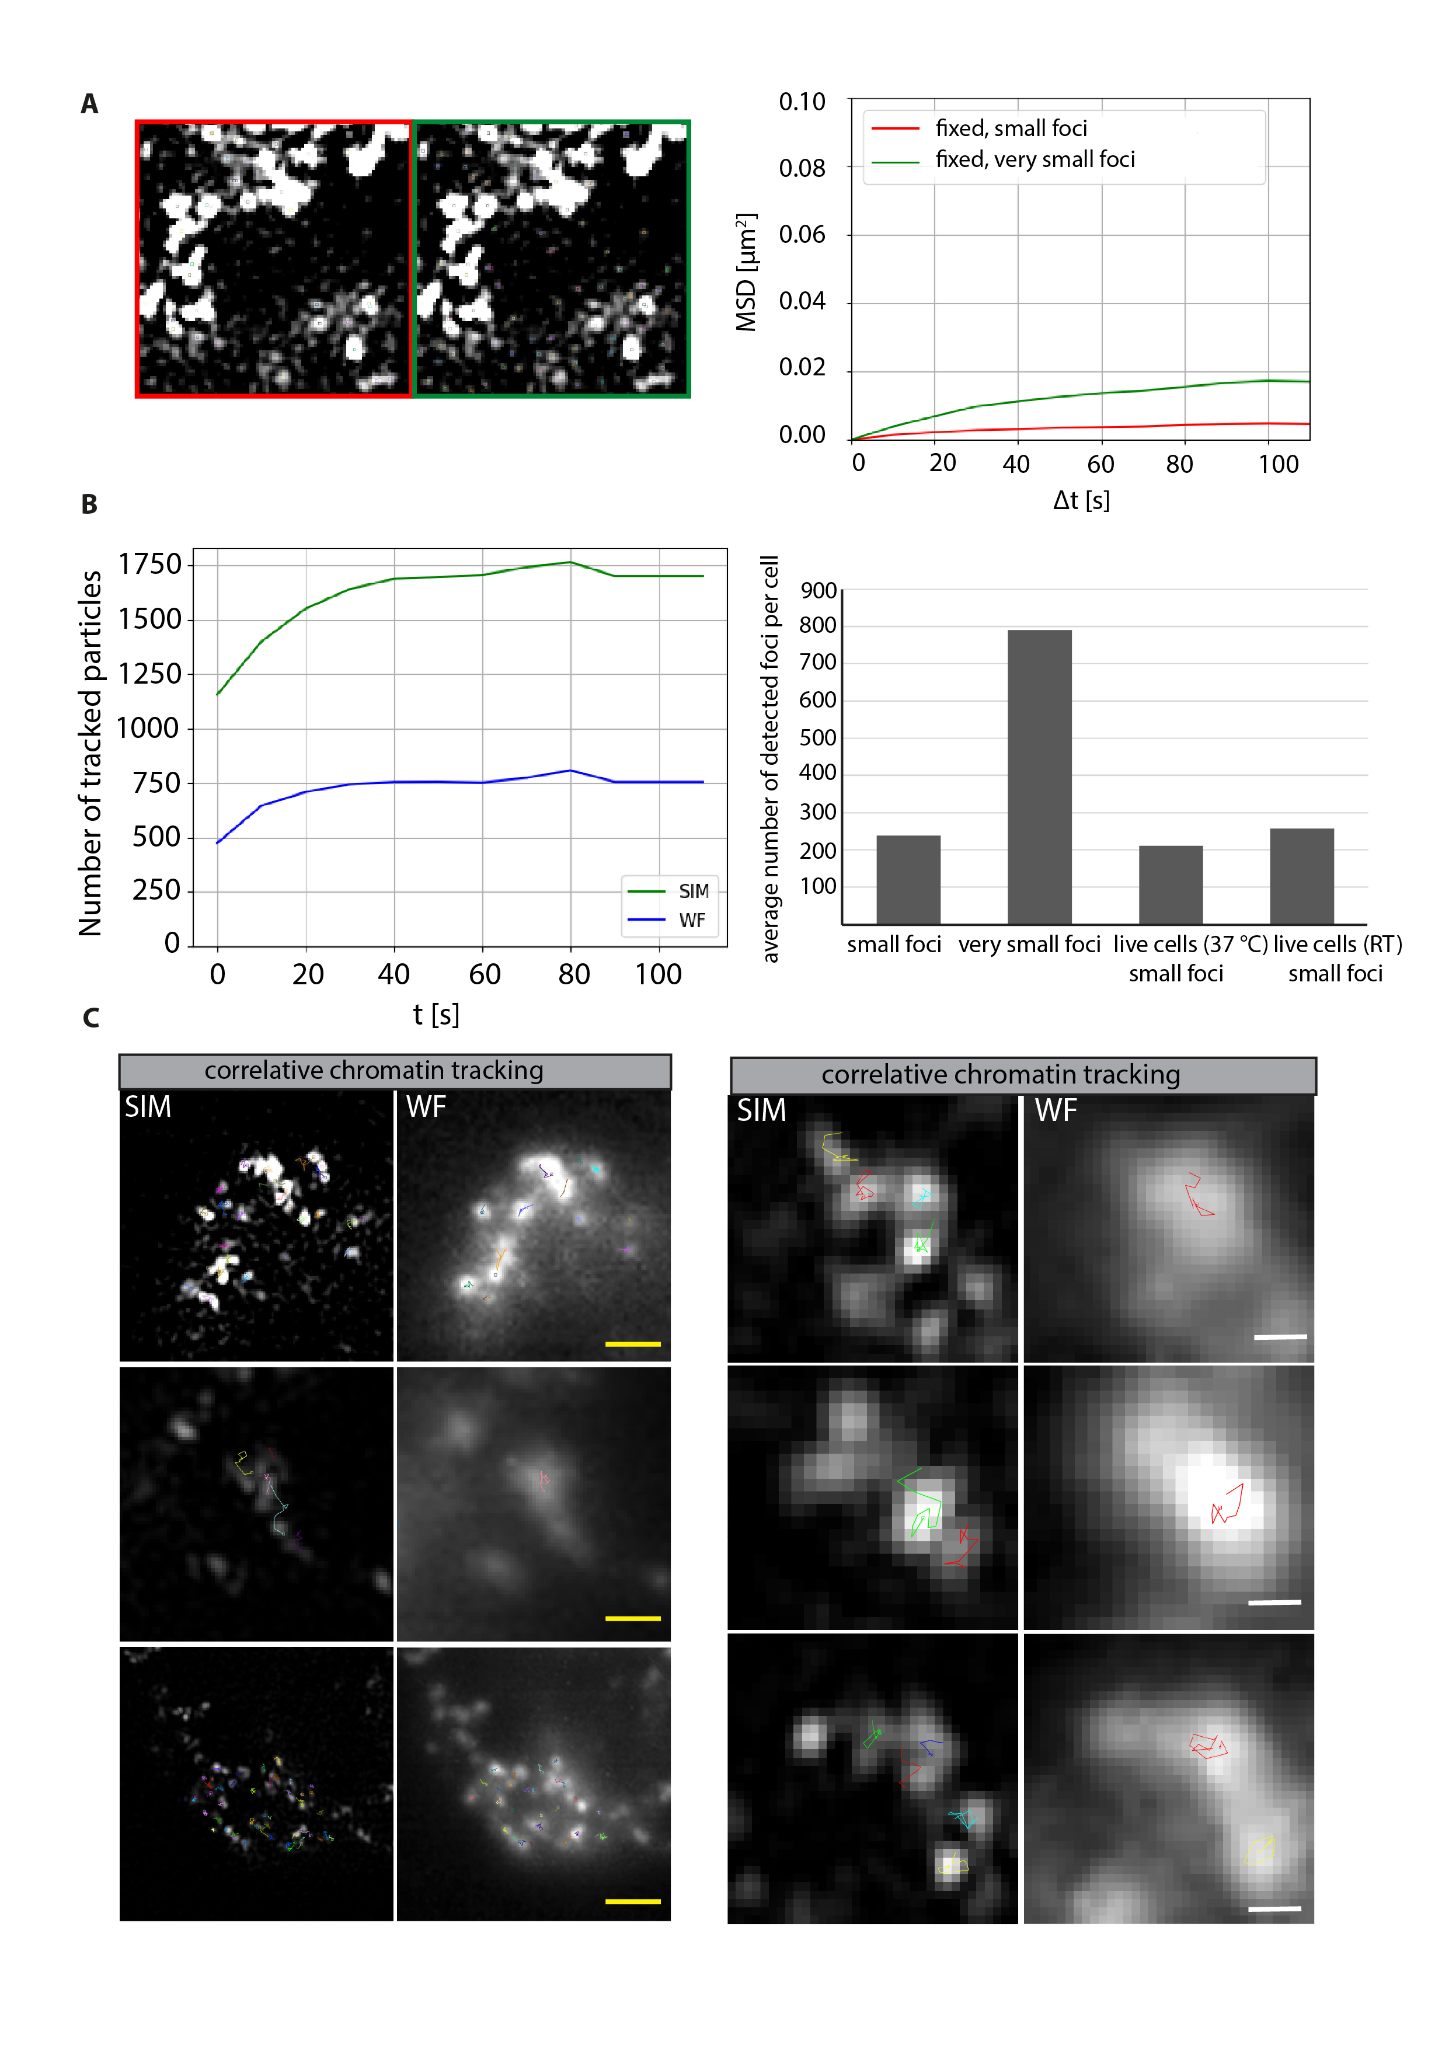 A
0.10
0.08
0.06
0.04
0.02
0.00
MSD [µm²]
fixed, small foci
fixed, very small foci
0 20 40 60 80 100
Δt [s]
B
1750
1500
1250
1000
750
500
250
0
Number of tracked particles
SIM
WF
0 20 40 60 80 100
t [s]
average number of detected foci per cell
900
800
700
600
500
400
300
200
100
small foci very small foci live cells (37 °C) live cells (RT)
small foci small foci
C
correlative chromatin tracking
SIM WF
correlative chromatin tracking
SIM WF